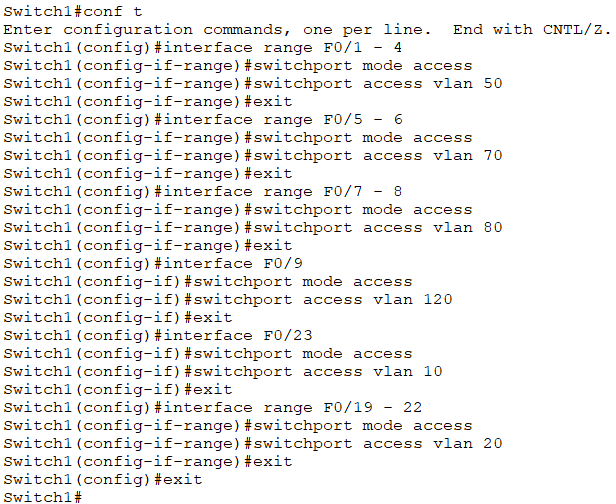 Switch1#conf t
Enter configuration commands, one per line.  End with CNTL/Z.
Switch1(config)#interface range F0/1 - 4
Switch1(config-if-range)#switchport mode access
Switch1(config-if-range)#switchport access vlan 50
Switch1(config-if-range)#exit
Switch1(config)#interface range F0/5 - 6
Switch1(config-if-range)#switchport mode access
Switch1(config-if-range)#switchport access vlan 70
Switch1(config-if-range)#exit
Switch1(config)#interface range F0/7 - 8
Switch1(config-if-range)#switchport mode access
Switch1(config-if-range)#switchport access vlan 80
Switch1(config-if-range)#exit
Switch1(config)#interface F0/9
Switch1(config-if)#switchport mode access
Switch1(config-if)#switchport access vlan 120
Switch1(config-if)#exit
Switch1(config)#interface F0/23
Switch1(config-if)#switchport mode access
Switch1(config-if)#switchport access vlan 10
Switch1(config-if)#exit
Switch1(config)#interface range F0/19 - 22
Switch1(config-if-range)#switchport mode access
Switch1(config-if-range)#switchport access vlan 20
Switch1(config-if-range)#exit
Switch1(config)#exit
Switch1#